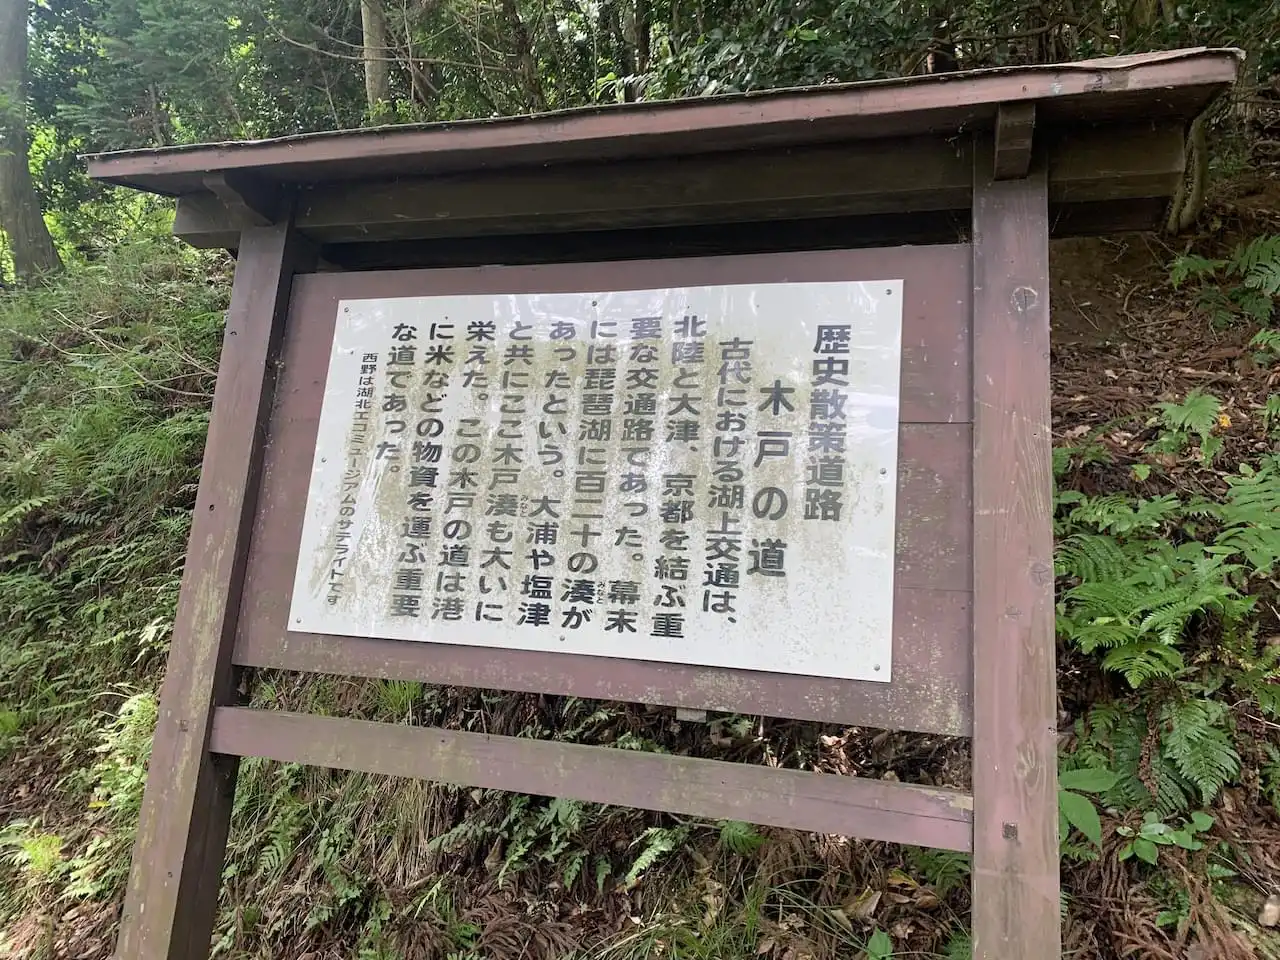 歴史散策道路
木戸の道
古代における湖上交通は、
北陸と大津、京都を結ぶ重
要な交通路であった。幕末
には琵琶湖に百二十の湊が
みなと
あったという。大浦や塩津
と共にここ木戸湊も大いに
みなと
栄えた。この木戸の道は港
に米などの物資を運ぶ重要
な道であった。
西野は湖北エコミュージアムのサテライトです